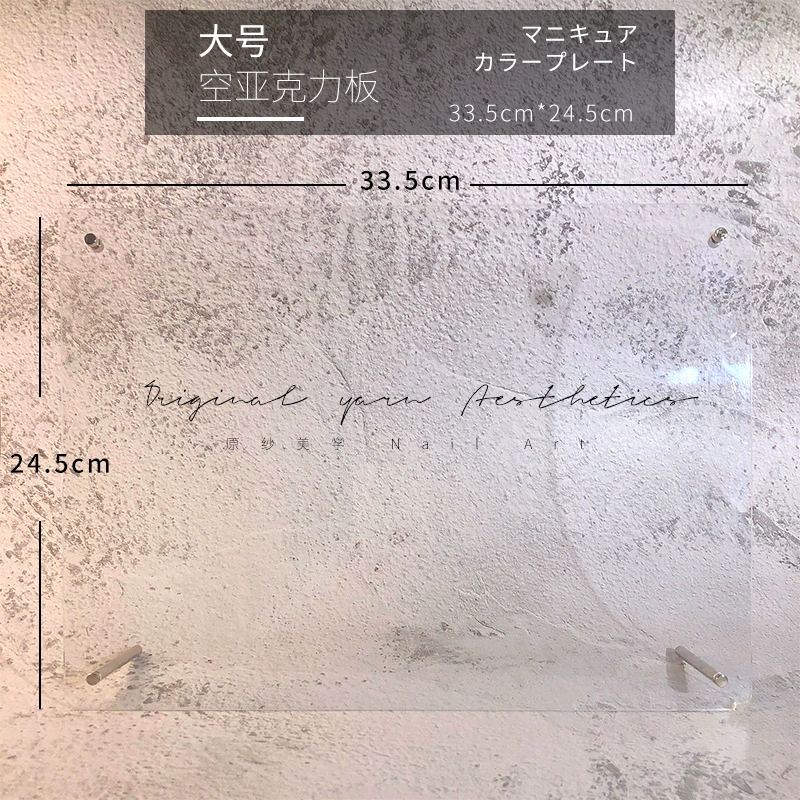 大号
空亚克力板
マニキュア
カラープレート
33.5cm*24.5cm
33.5cm
Original yarn Aesthetics
原纱美学 Nail Art
24.5cm